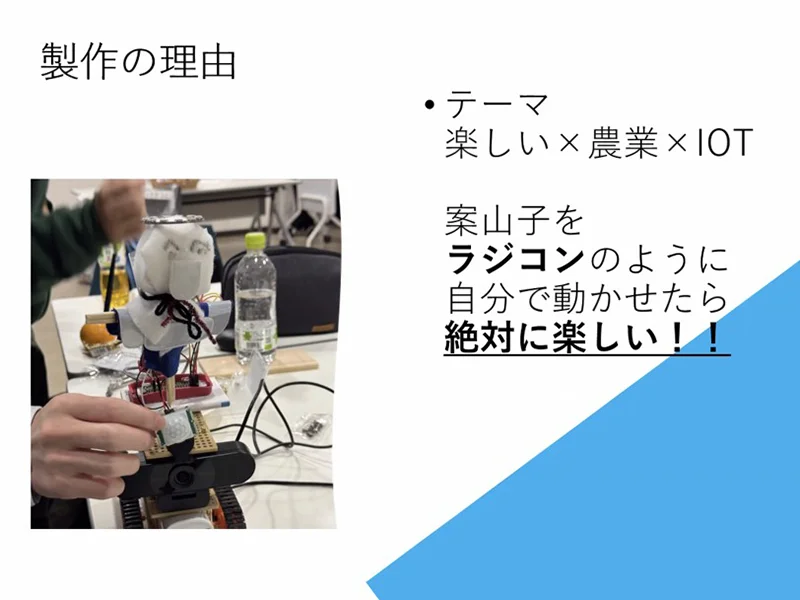 製作の理由
• テーマ
楽しい×農業×IOT
案山子を
ラジコンのように
自分で動かせたら
絶対に楽しい！！